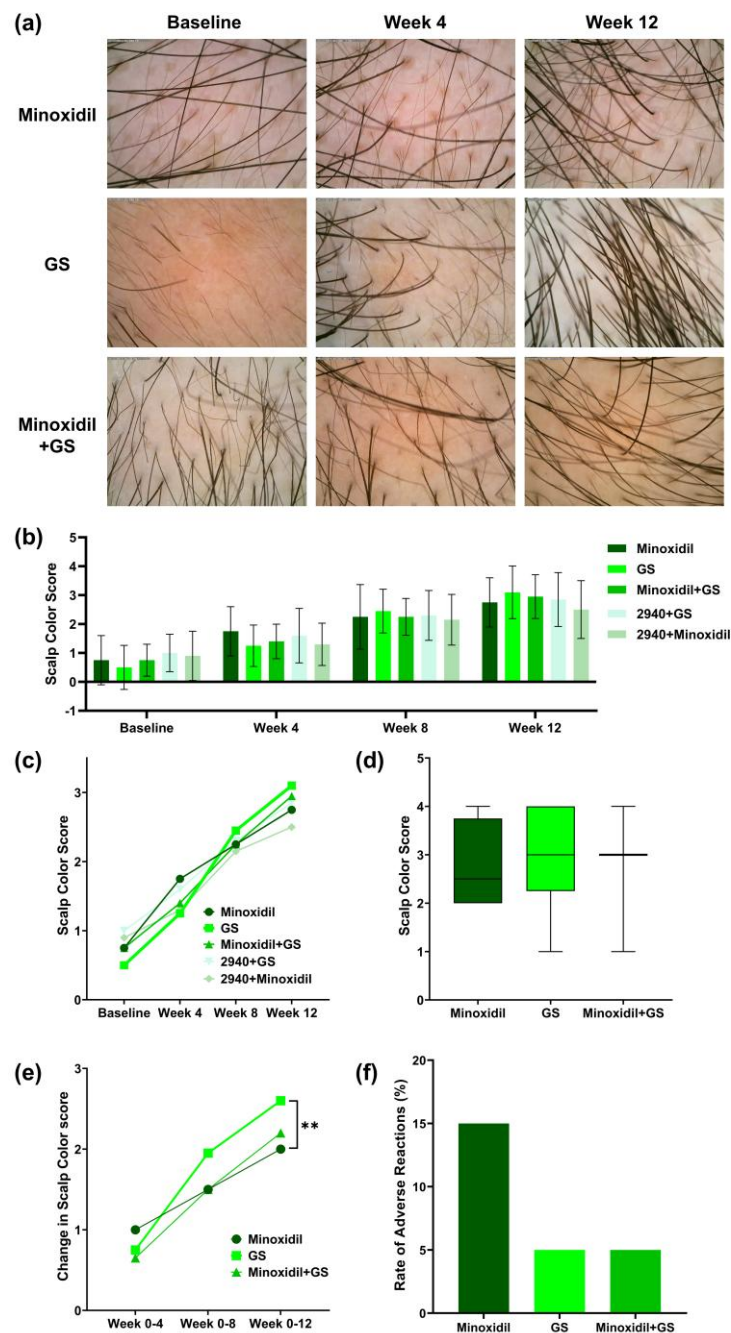 (a)
Baseline Week 4 Week 12
Minoxidil
GS
Minoxidil
+GS
(b)
Scalp Color Score
5
4
3
2
1
0
-1
Baseline Week 4 Week 8 Week 12
Minoxidil
GS
Minoxidil+GS
2940+GS
2940+Minoxidil
(c)
Scalp Color Score
3
2
1
0
Baseline Week 4 Week 8 Week 12
Minoxidil
GS
Minoxidil+GS
2940+GS
2940+Minoxidil
(d)
Scalp Color Score
5
4
3
2
1
0
Minoxidil GS Minoxidil+GS
(e)
Change in Scalp Color score
3
2
1
0
**
Week 0-4 Week 0-8 Week 0-12
Minoxidil
GS
Minoxidil+GS
(f)
Rate of Adverse Reactions (%)
20
15
10
5
0
Minoxidil GS Minoxidil+GS